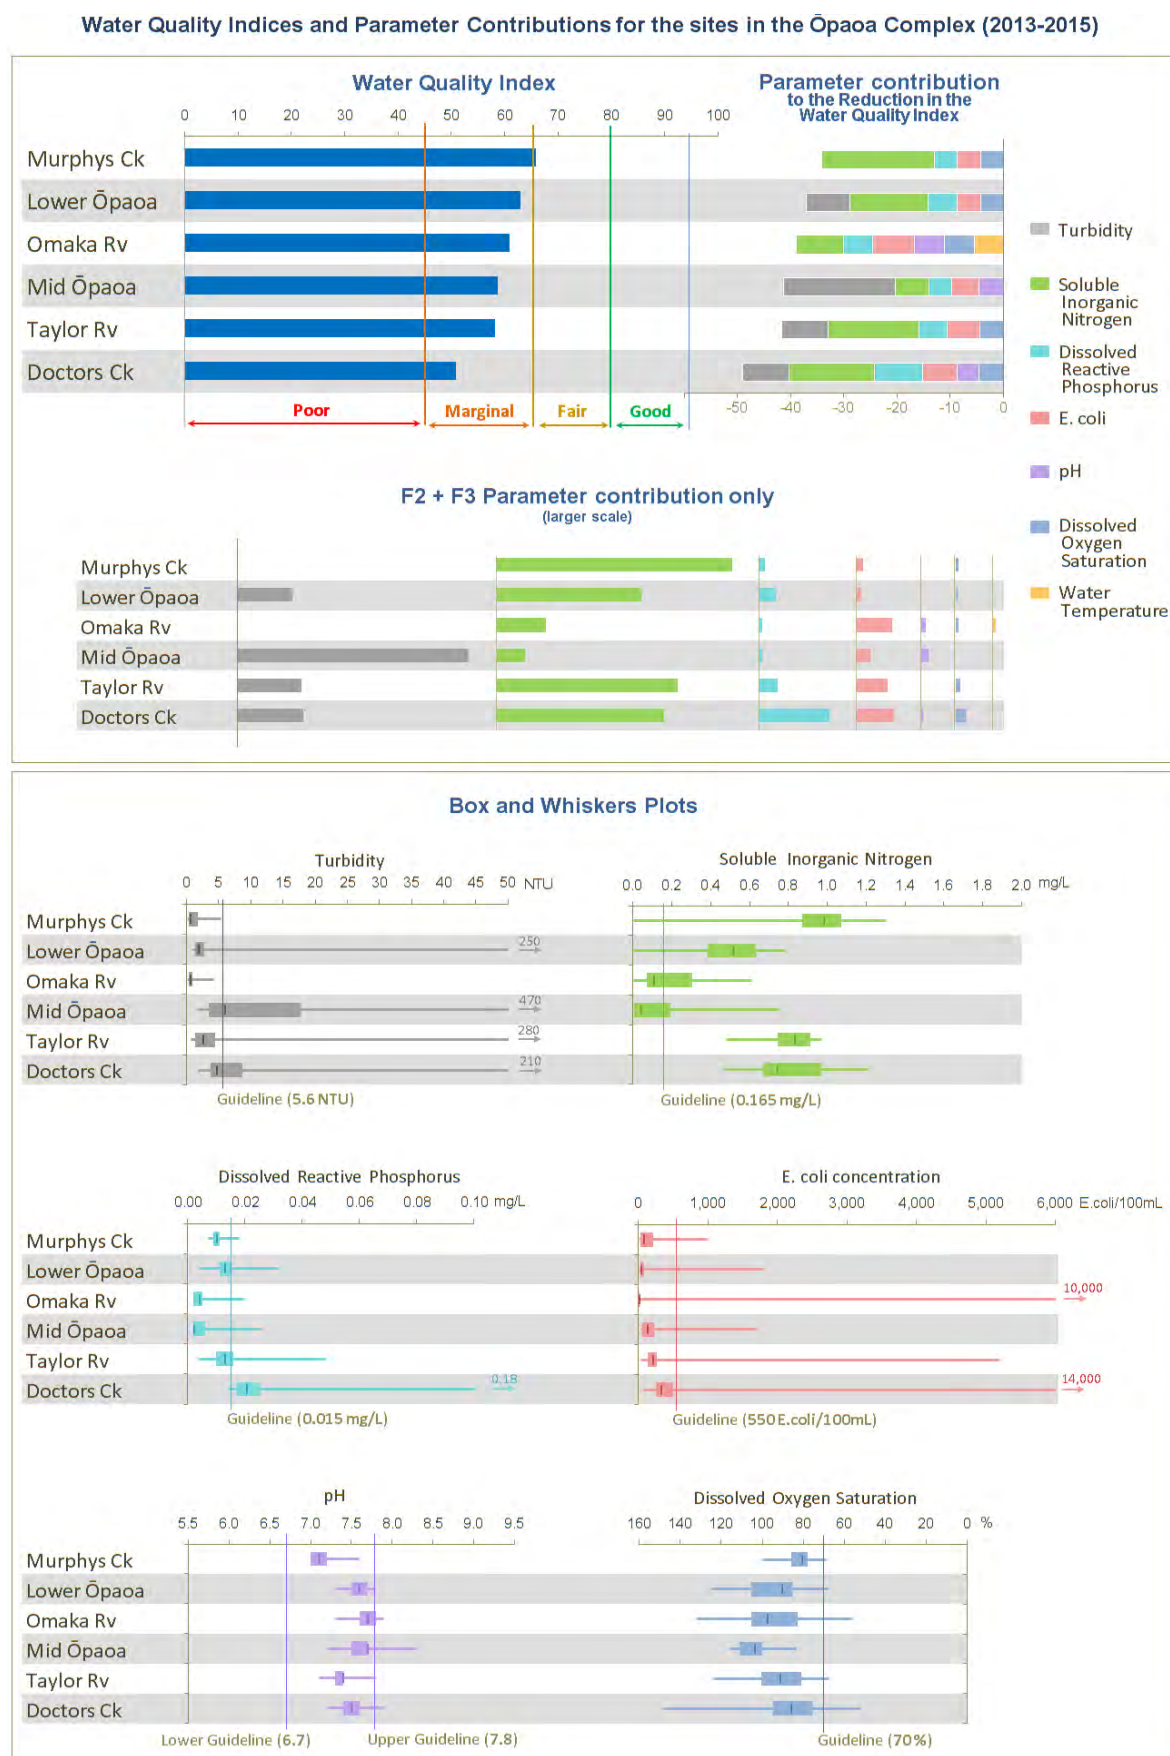 Water Quality Indices and Parameter Contributions for the sites in the Ōpaoa Complex (2013-2015)
Water Quality Index
Parameter contribution
to the Reduction in the
Water Quality Index
0 10 20 30 40 50 60 70 80 90 100
Murphys Ck
Lower Ōpaoa
Omaka Rv
Mid Ōpaoa
Taylor Rv
Doctors Ck
Poor Marginal Fair Good
-50 -40 -30 -20 -10 0
Turbidity
Soluble
Inorganic
Nitrogen
Dissolved
Reactive
Phosphorus
E. coli
pH
Dissolved
Oxygen
Saturation
Water
Temperature
F2 + F3 Parameter contribution only
(larger scale)
Murphys Ck
Lower Ōpaoa
Omaka Rv
Mid Ōpaoa
Taylor Rv
Doctors Ck
Box and Whiskers Plots
Turbidity
0 5 10 15 20 25 30 35 40 45 50 NTU
Murphys Ck
Lower Ōpaoa
250
Omaka Rv
Mid Ōpaoa
470
Taylor Rv
280
Doctors Ck
210
Guideline (5.6 NTU)
Soluble Inorganic Nitrogen
0.0 0.2 0.4 0.6 0.8 1.0 1.2 1.4 1.6 1.8 2.0 mg/L
Guideline (0.165 mg/L)
Dissolved Reactive Phosphorus
0.00 0.02 0.04 0.06 0.08 0.10 mg/L
Murphys Ck
Lower Ōpaoa
Omaka Rv
Mid Ōpaoa
Taylor Rv
Doctors Ck
0.18
Guideline (0.015 mg/L)
E. coli concentration
0 1,000 2,000 3,000 4,000 5,000 6,000 E.coli/100mL
10,000
14,000
Guideline (550 E.coli/100mL)
pH
5.5 6.0 6.5 7.0 7.5 8.0 8.5 9.0 9.5
Murphys Ck
Lower Ōpaoa
Omaka Rv
Mid Ōpaoa
Taylor Rv
Doctors Ck
Lower Guideline (6.7) Upper Guideline (7.8)
Dissolved Oxygen Saturation
160 140 120 100 80 60 40 20 0 %
Guideline (70%)